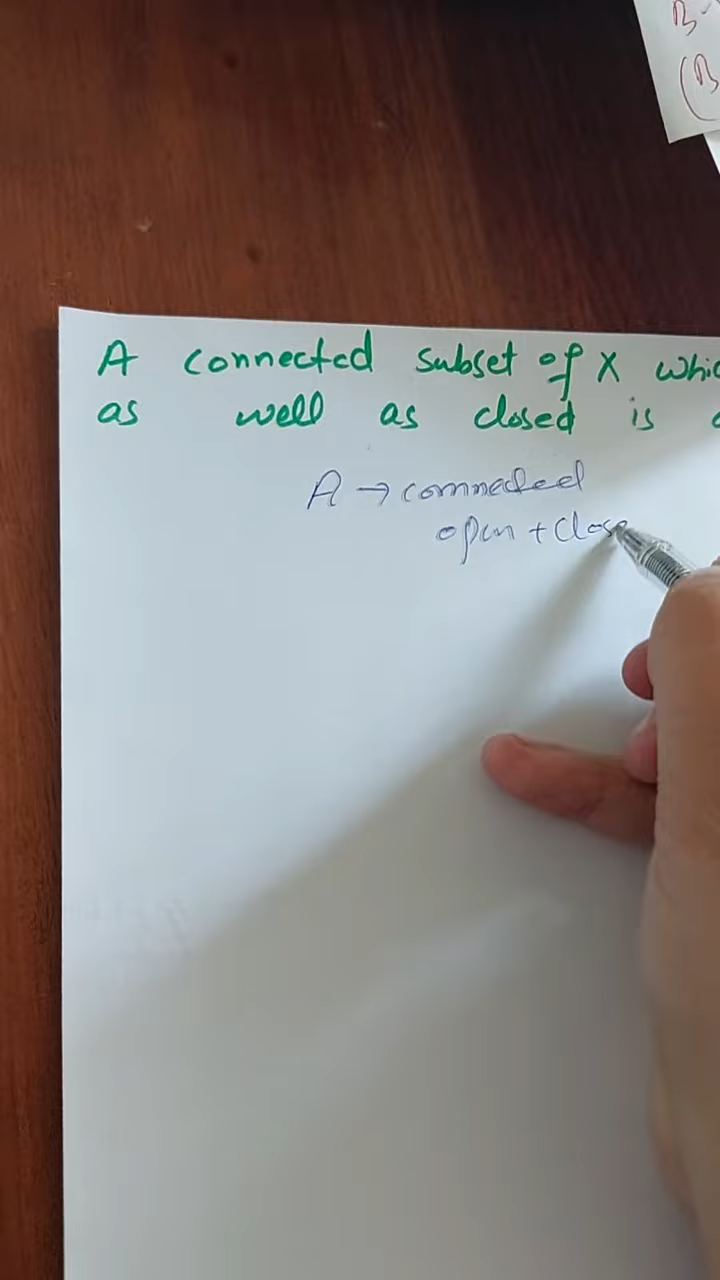 B
(B
A connected subset of X whic
as well as closed is
A → connected
open + close